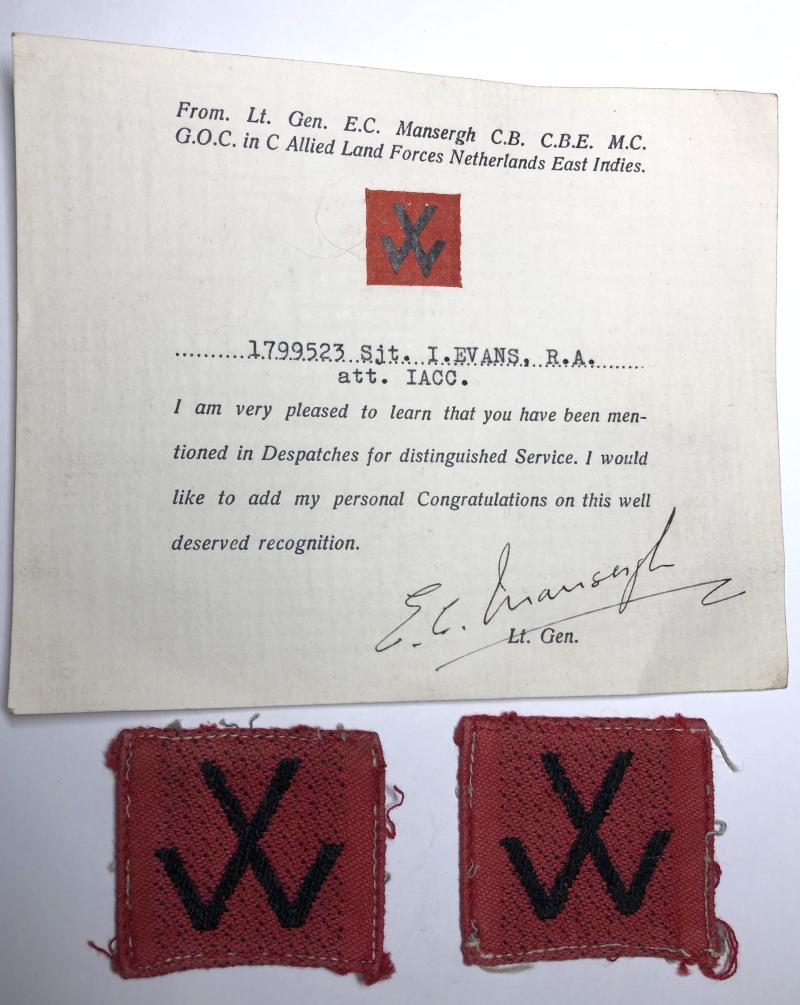 From. Lt. Gen. E.C. Mansergh C.B. C.B.E. M.C.
G.O.C. in C Allied Land Forces Netherlands East Indies.
..........1799523 Sjt. I.EVANS, R.A.......
att. IACC.
I am very pleased to learn that you have been men-
tioned in Despatches for distinguished Service. I would
like to add my personal Congratulations on this well
deserved recognition.
E. C. Mansergh
Lt. Gen.